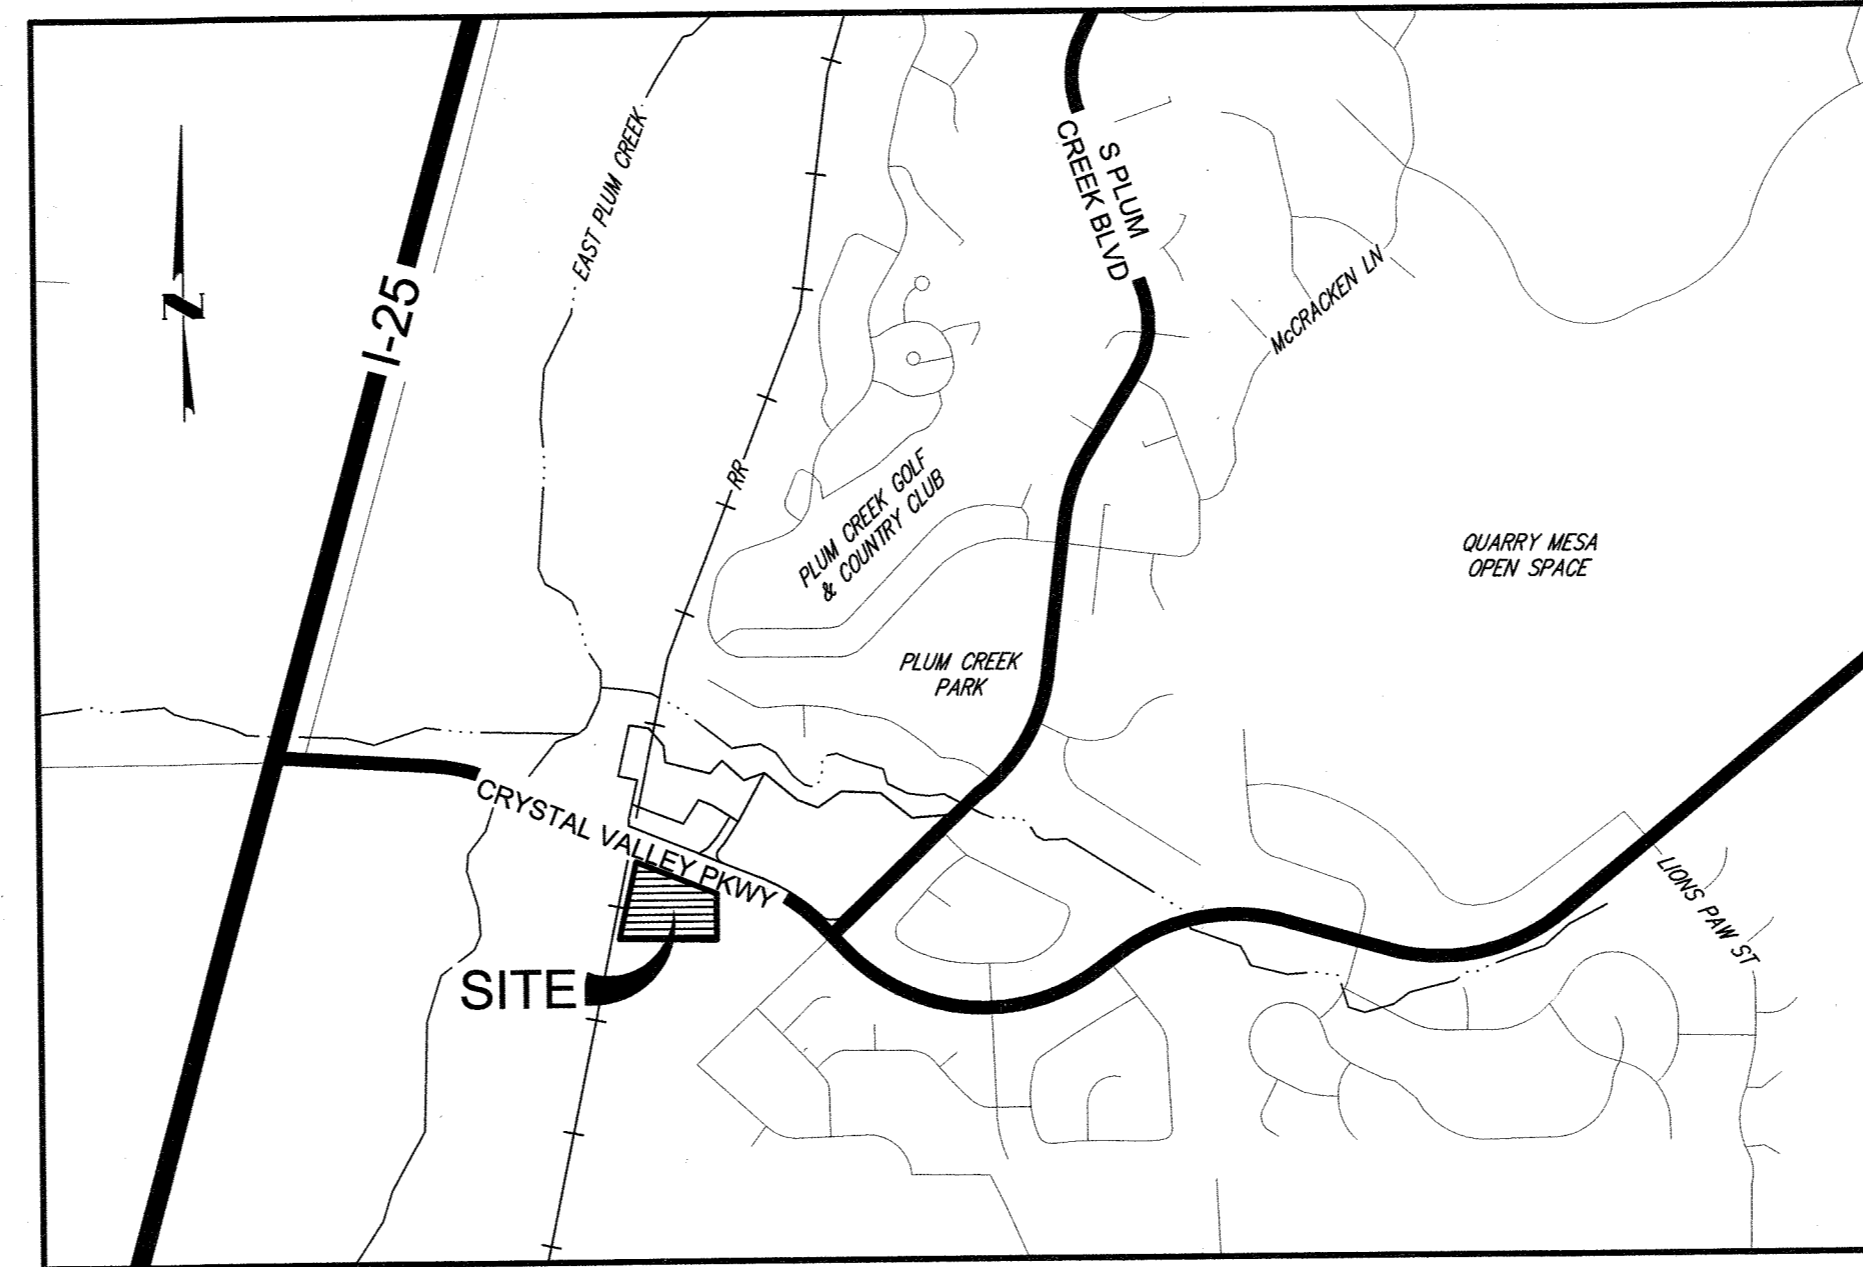 S PLUM
CREEK BLVD
EAST PLUM CREEK
N
I-25
McCRACKEN LN
RR
PLUM CREEK GOLF
& COUNTRY CLUB
QUARRY MESA
OPEN SPACE
PLUM CREEK
PARK
CRYSTAL VALLEY PKWY
LIONS PAW ST
SITE